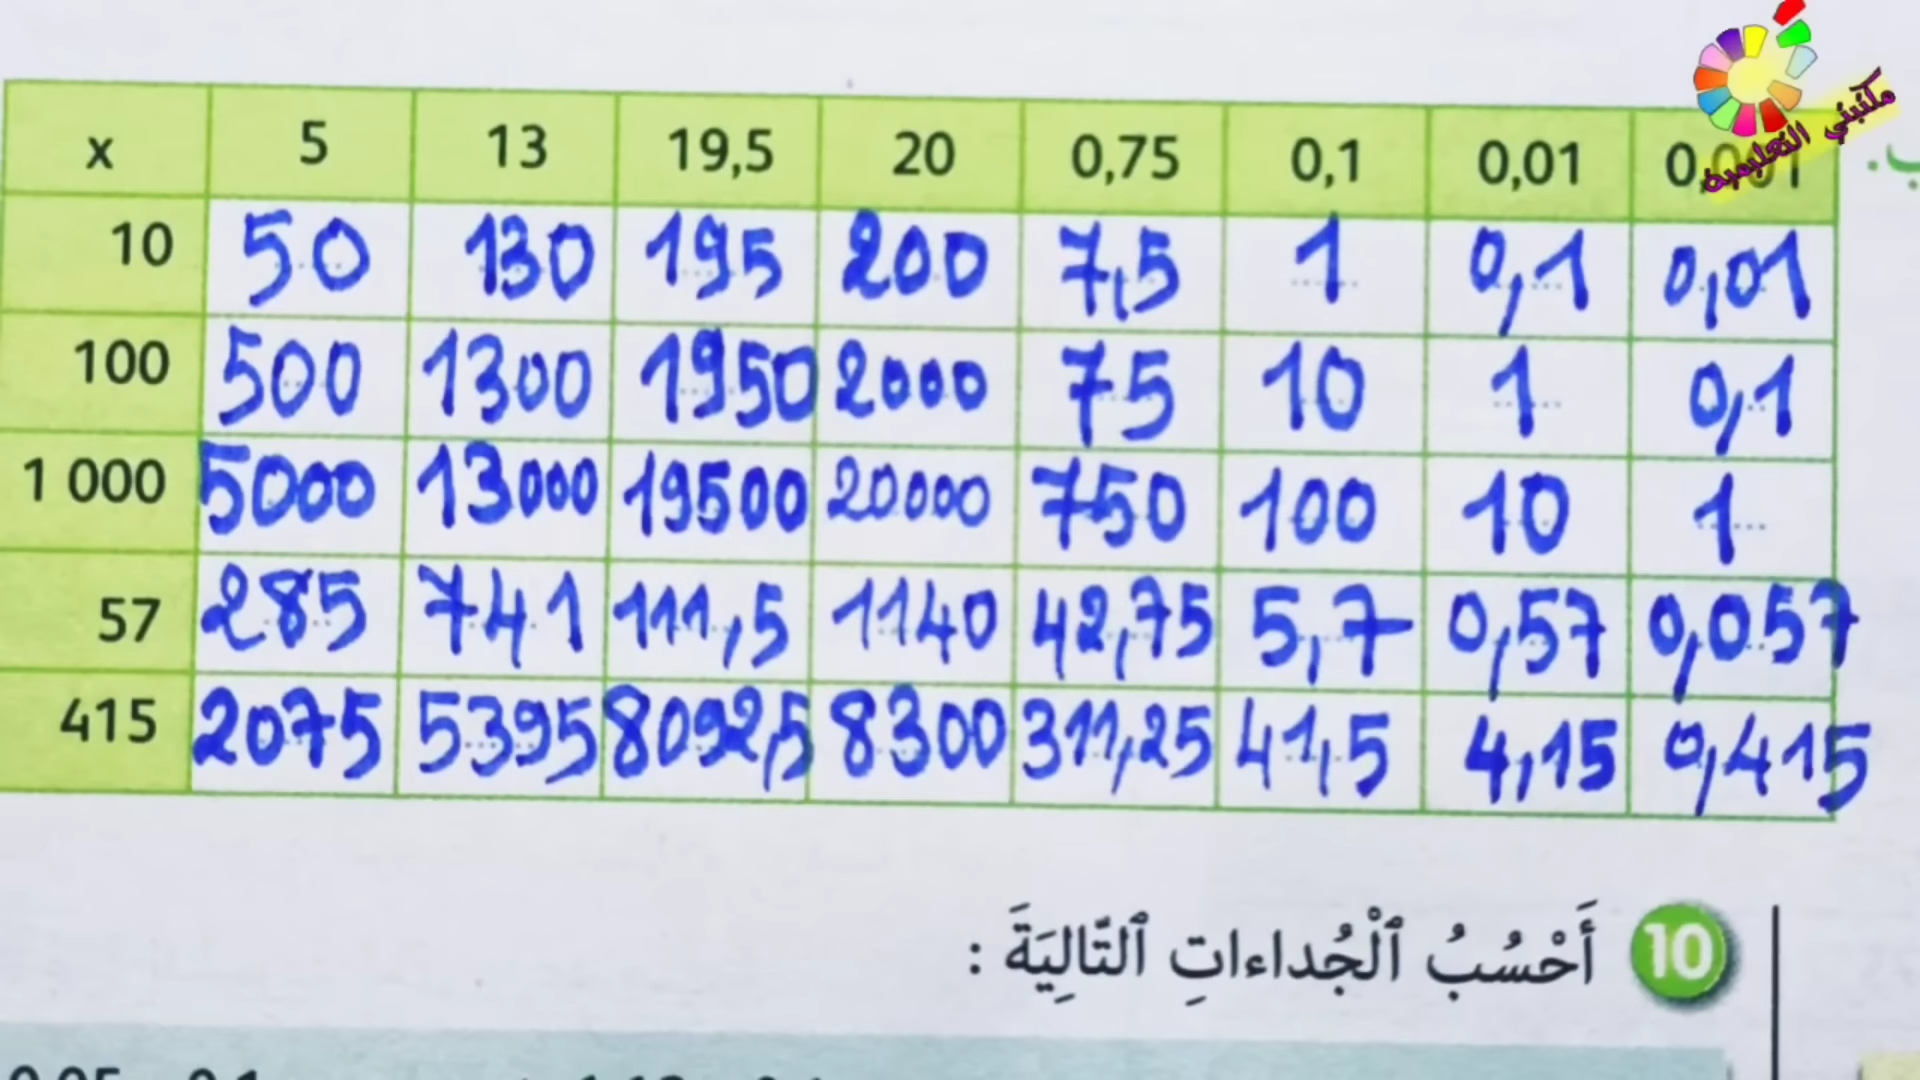 مكتبتي التعليمية
x 5 13 19,5 20 0,75 0,1 0,01 0,001
ب.
10 50 130 195 200 7,5 1 0,1 0,01
100 500 1300 1950 2000 75 10 1 0,1
1 000 5000 13000 19500 20000 750 100 10 1
57 285 741 111,5 1140 42,75 5,7 0,57 0,057
415 2075 5395 8092,5 8300 311,25 41,5 4,15 0,415
10 أَحْسُبُ ٱلْجُداءاتِ ٱلتَّالِيَةَ :